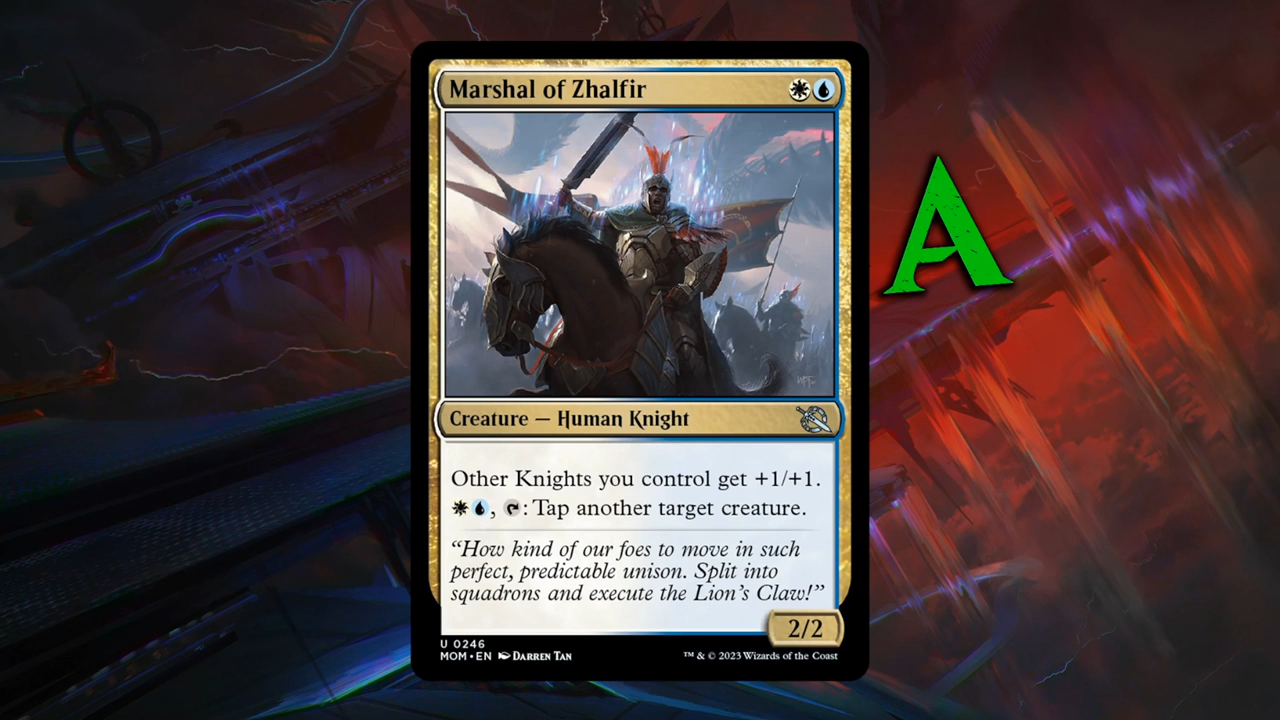 Marshal of Zhalfir
A
Creature — Human Knight
Other Knights you control get +1/+1.
, : Tap another target creature.
“How kind of our foes to move in such
perfect, predictable unison. Split into
squadrons and execute the Lion’s Claw!”
2/2
U 0246
MOM • EN DARREN TAN
™ & © 2023 Wizards of the Coast